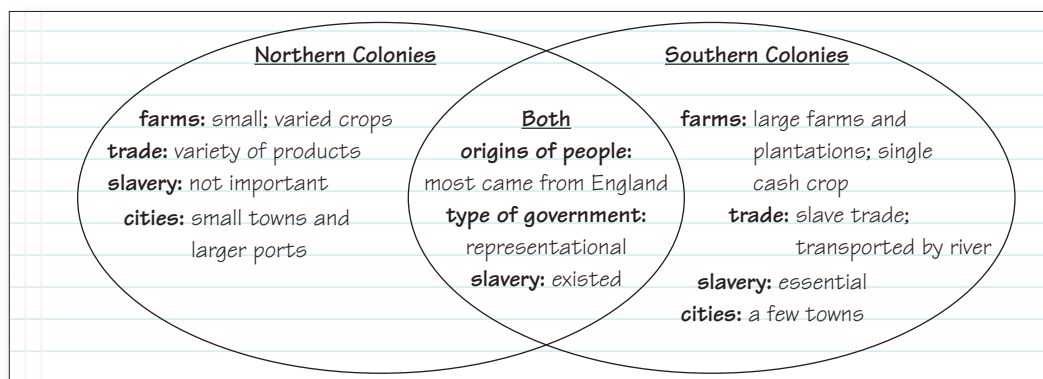 Northern Colonies
farms: small; varied crops
trade: variety of products
slavery: not important
cities: small towns and
larger ports
Both
origins of people:
most came from England
type of government:
representational
slavery: existed
Southern Colonies
farms: large farms and
plantations; single
cash crop
trade: slave trade;
transported by river
slavery: essential
cities: a few towns